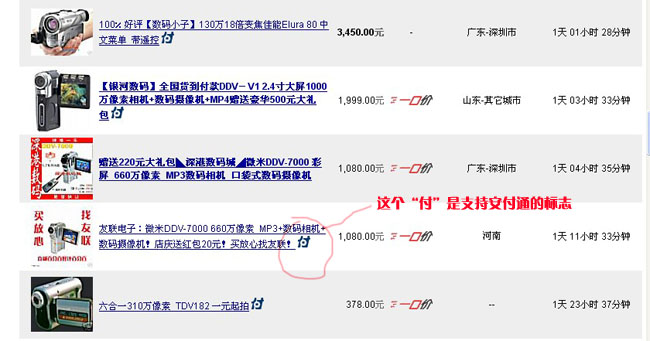 100% 好评【数码小子】130万18倍变焦佳能Elura 80 中
文菜单 带遥控 付
3,450.00元
-
广东-深圳市
1天 01小时 28分钟
【银河数码】全国货到付款DDV-V1 2.4寸大屏1000
万像素相机+数码摄像机+MP4赠送豪华500元大礼
包 付
1,999.00元 一口价
山东-其它城市
1天 03小时 33分钟
深港数码
DDV-7000
赠送220元大礼包◣深港数码城◢微米DDV-7000 彩
屏 660万像素 MP3数码相机 口袋式数码摄像机
1,080.00元 一口价
广东-深圳市
1天 04小时 35分钟
这个“付”是支持安付通的标志
买放心
找友联
友联电子：微米DDV-7000 660万像素 MP3+数码相机+
数码摄像机！店庆送红包20元！买放心找友联！ 付
1,080.00元 一口价
河南
1天 11小时 33分钟
六合一310万像素 TDV182 一元起拍 付
378.00元 一口价
--
1天 23小时 37分钟